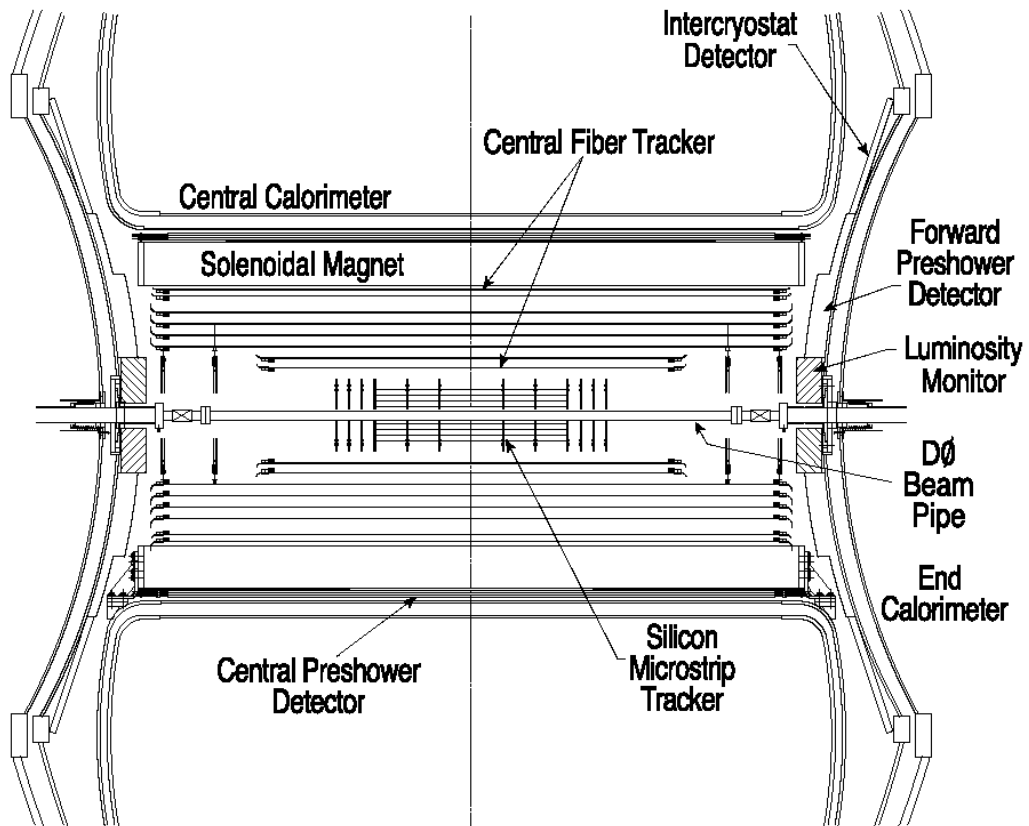 Intercryostat
Detector
Central Fiber Tracker
Central Calorimeter
Solenoidal Magnet
Forward
Preshower
Detector
Luminosity
Monitor
DØ
Beam
Pipe
End
Calorimeter
Silicon
Microstrip
Tracker
Central Preshower
Detector